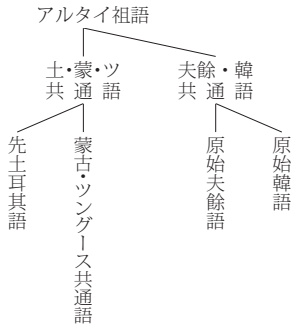 アルタイ祖語
土・蒙・ツ
共通語
夫餘・韓
共通語
先土耳其語
蒙古・ツングース共通語
原始夫餘語
原始韓語